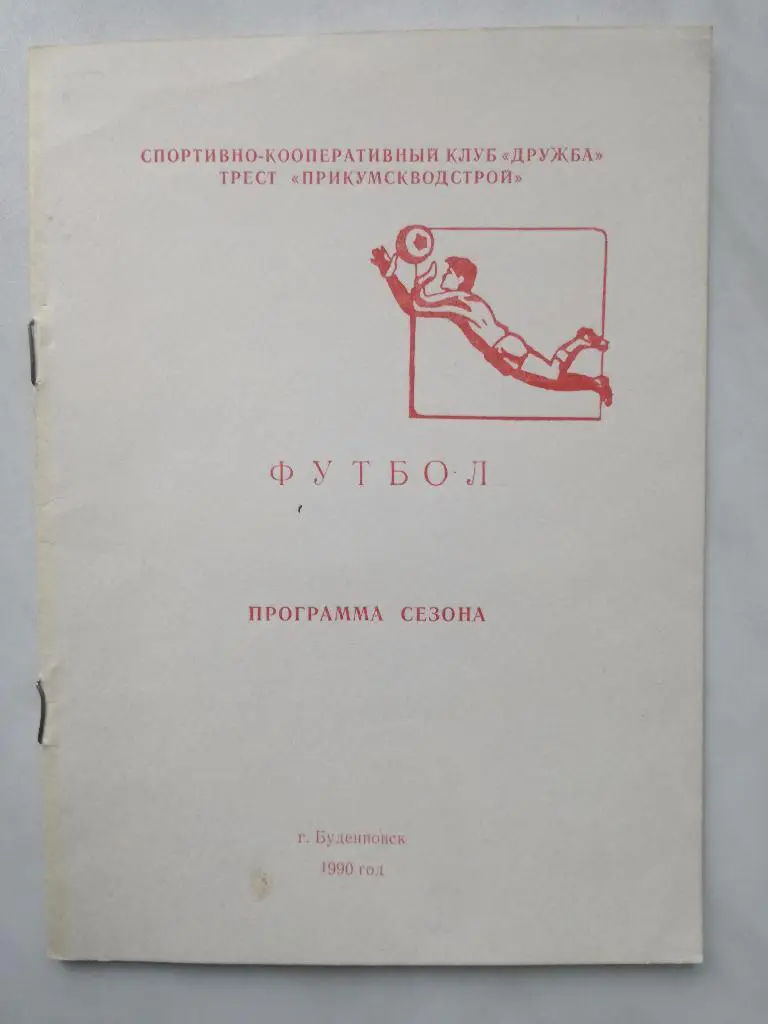 СПОРТИВНО-КООПЕРАТИВНЫЙ КЛУБ «ДРУЖБА»
ТРЕСТ «ПРИКУМСКВОДСТРОЙ»
ФУТБОЛ
ПРОГРАММА СЕЗОНА
г. Буденновск
1990 год